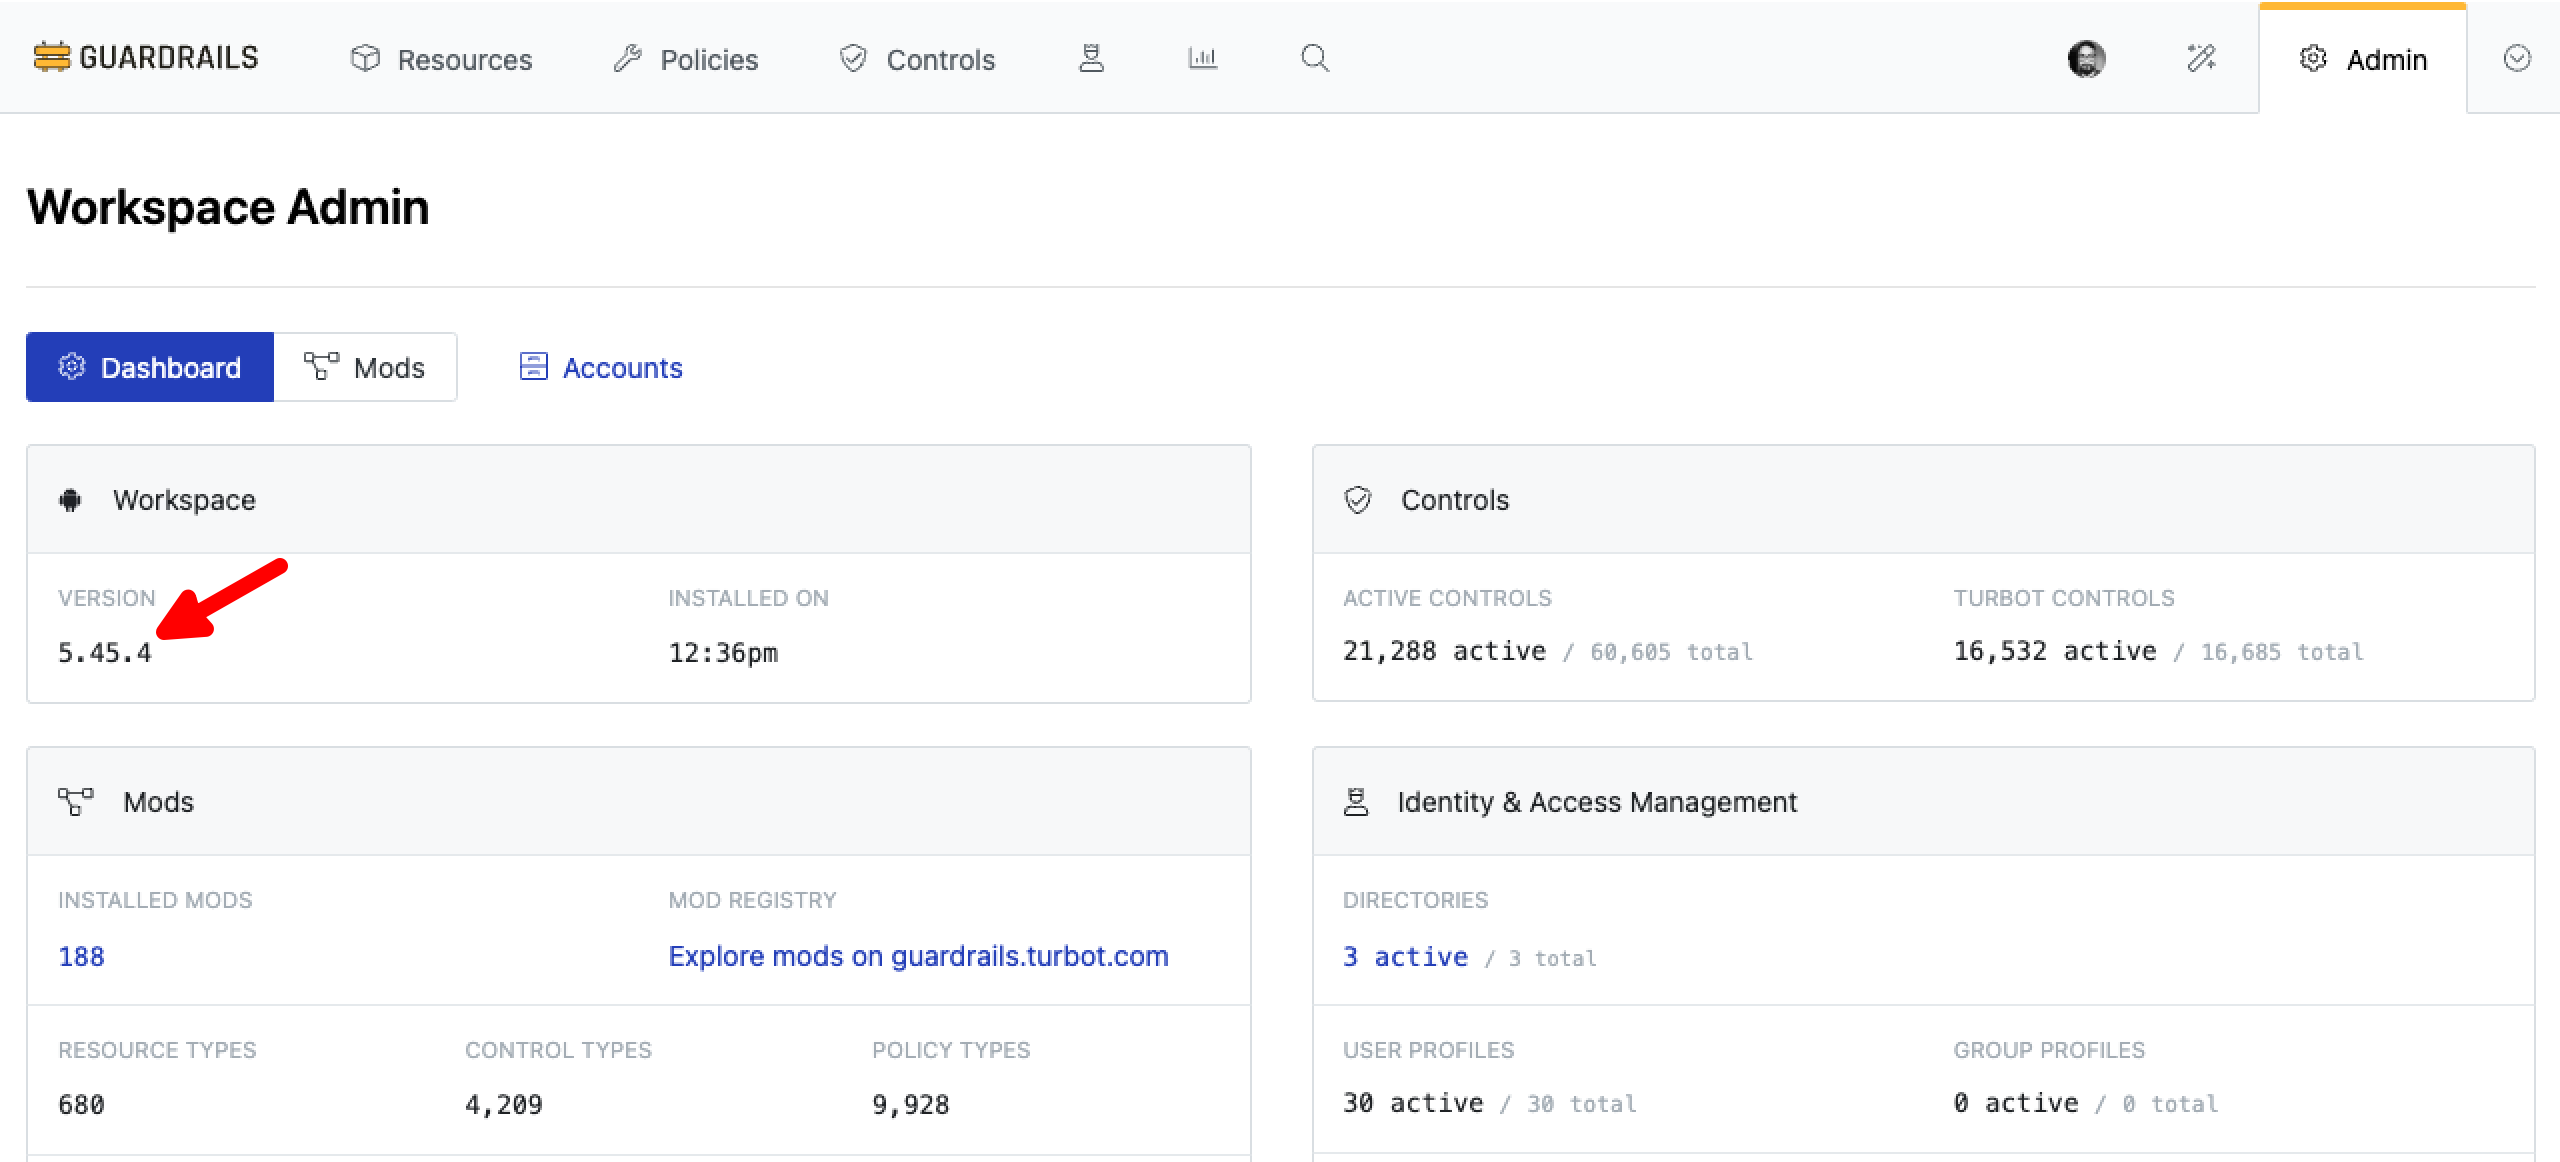 GUARDRAILS Resources Policies Controls Admin
Workspace Admin
Dashboard Mods Accounts
Workspace
VERSION INSTALLED ON
5.45.4 12:36pm
Controls
ACTIVE CONTROLS TURBOT CONTROLS
21,288 active / 60,605 total 16,532 active / 16,685 total
Mods
INSTALLED MODS MOD REGISTRY
188 Explore mods on guardrails.turbot.com
RESOURCE TYPES CONTROL TYPES POLICY TYPES
680 4,209 9,928
Identity & Access Management
DIRECTORIES
3 active / 3 total
USER PROFILES GROUP PROFILES
30 active / 30 total 0 active / 0 total